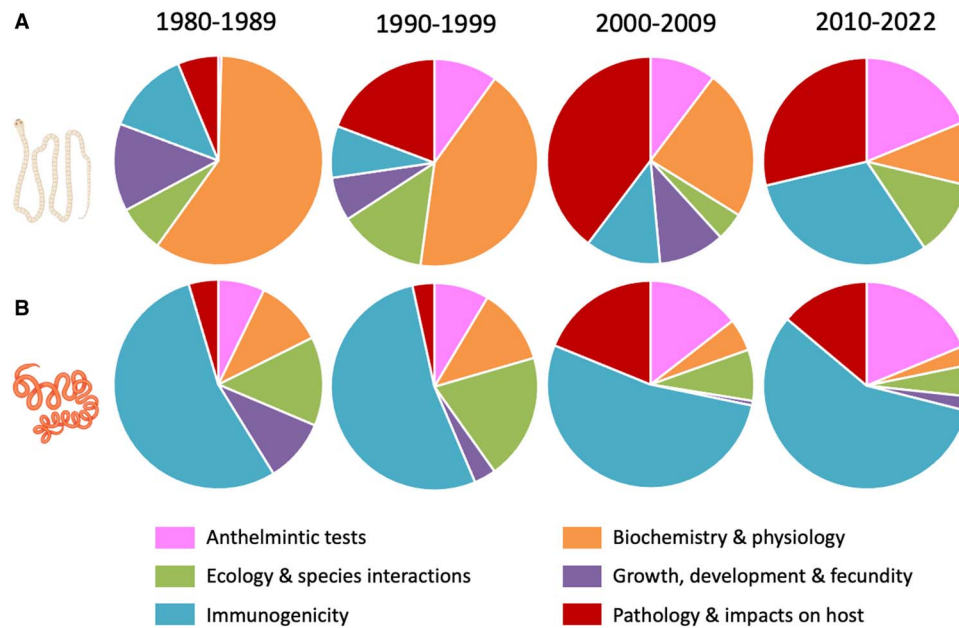 A
1980-1989
1990-1999
2000-2009
2010-2022
B
Anthelmintic tests
Biochemistry & physiology
Ecology & species interactions
Growth, development & fecundity
Immunogenicity
Pathology & impacts on host